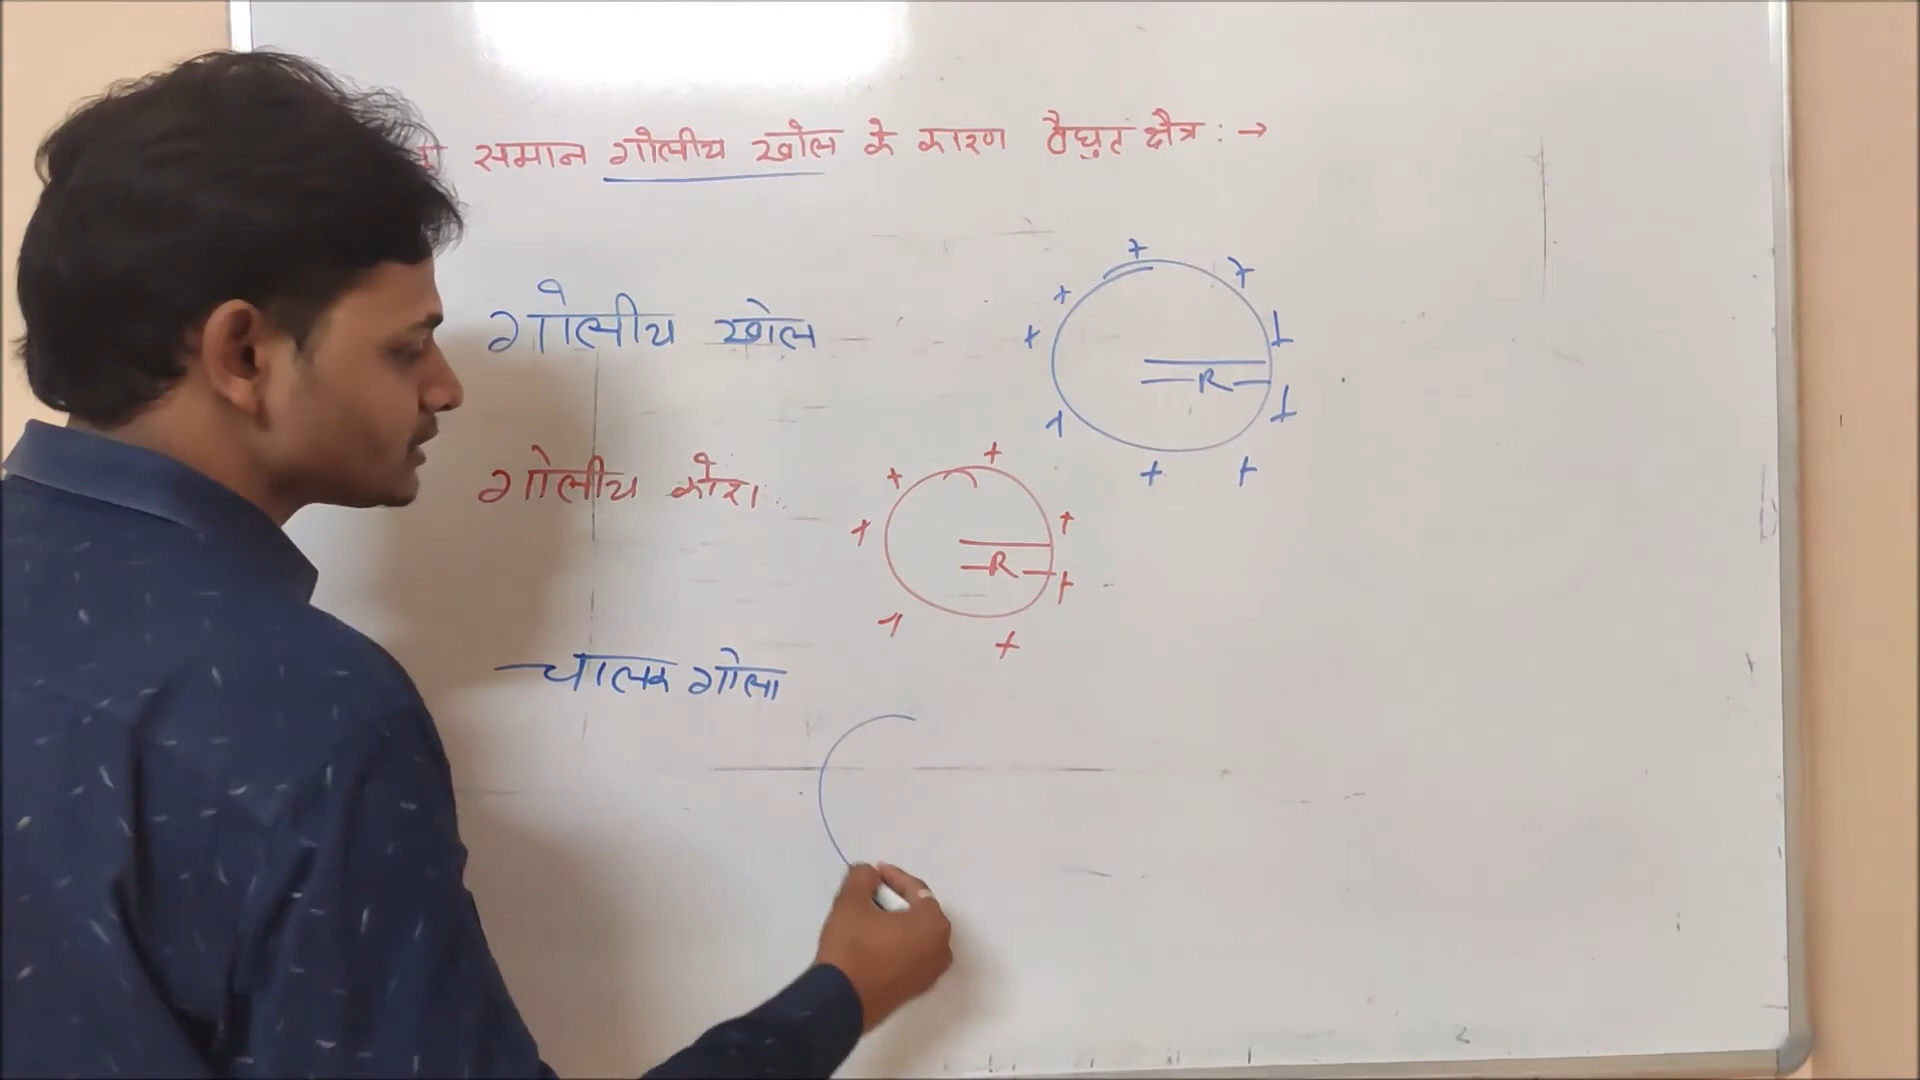 समान गोलीय खोल के कारण वैघुत क्षैत्र : →
गोलीय खोल
R
गोलीय कोश
R
चालक गोला